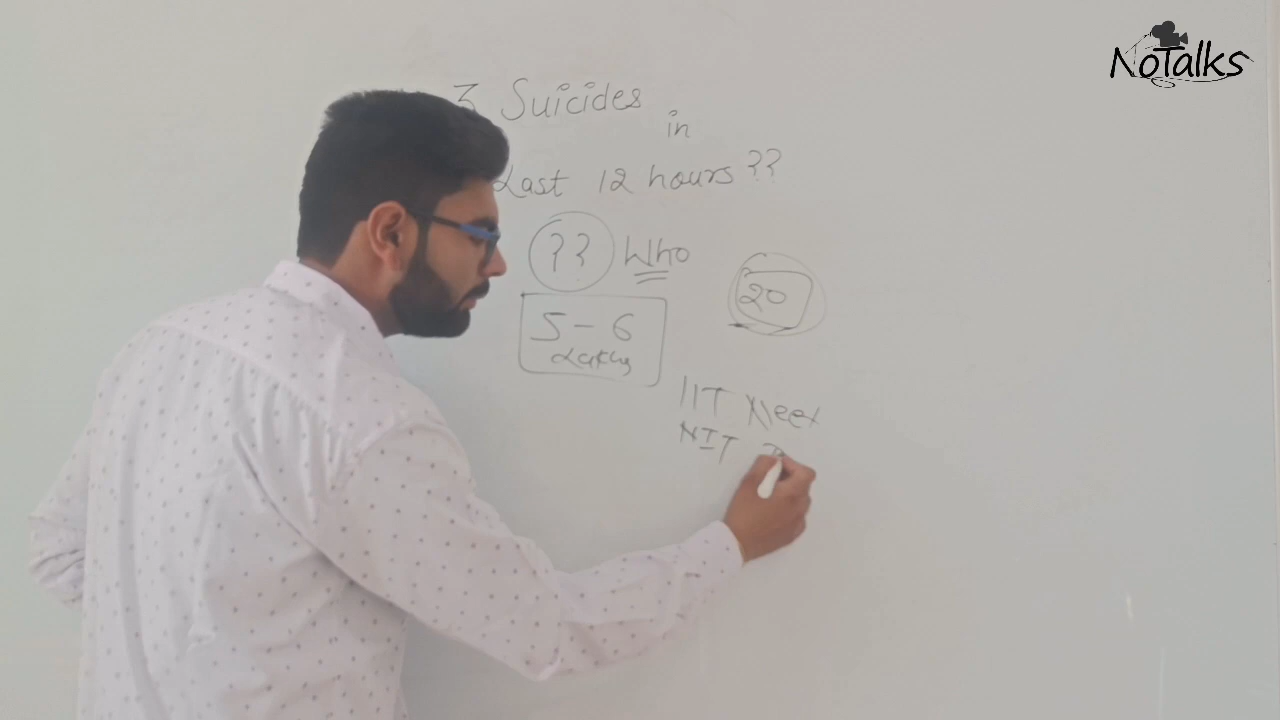 NoTalks
3 Suicides
in
Last 12 hours ??
?? Who
20
5-6
Lakhs
IIT Neet
NIT